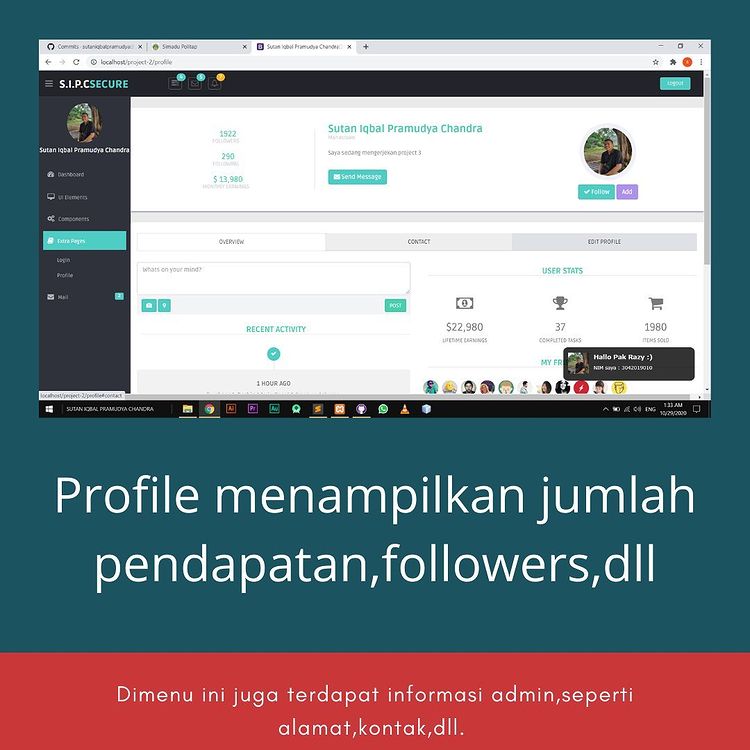 Commits · sutaniqbalpramudya
Simadu Politap
Sutan Iqbal Pramudya Chandra
localhost/project-2/profile
S.I.P.CSECURE
Logout
Sutan Iqbal Pramudya Chandra
Dashboard
UI Elements
Components
Extra Pages
Login
Profile
Mail
1922
FOLLOWERS
290
FOLLOWING
$ 13,980
MONTHLY EARNINGS
Sutan Iqbal Pramudya Chandra
Saya sedang mengerjekan project 3
Send Message
Follow
Add
OVERVIEW
CONTACT
EDIT PROFILE
Whats on your mind?
POST
RECENT ACTIVITY
1 HOUR AGO
USER STATS
$22,980
37
1980
LIFETIME EARNINGS
COMPLETED TASKS
ITEMS SOLD
MY FR
Hallo Pak Razy :)
NIM saya : 3042019010
localhost/project-2/profile#contact
SUTAN IQBAL PRAMUDYA CHANDRA
ENG
1:33 AM
10/29/2020
Profile menampilkan jumlah
pendapatan,followers,dll
Dimenu ini juga terdapat informasi admin,seperti
alamat,kontak,dll.